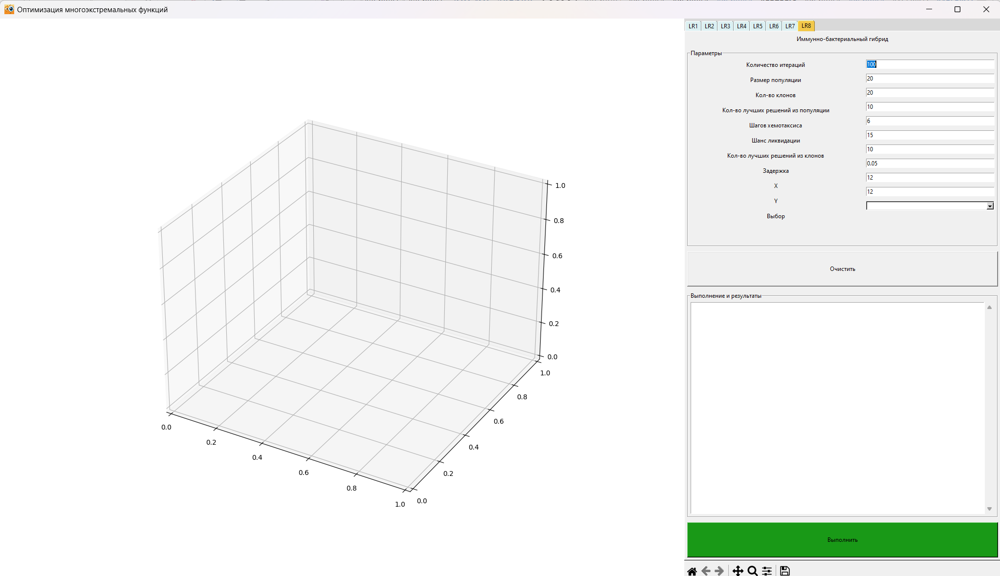 Оптимизация многоэкстремальных функций
LR1 LR2 LR3 LR4 LR5 LR6 LR7 LR8
Иммунно-бактериальный гибрид
Параметры
Количество итераций 100
Размер популяции 20
Кол-во клонов 20
Кол-во лучших решений из популяции 10
Шагов хемотаксиса 6
Шанс ликвидации 15
Кол-во лучших решений из клонов 10
Задержка 0.05
X 12
Y 12
Выбор
Очистить
Выполнение и результаты
Выполнить
1.0
0.8
0.6
0.4
0.2
0.0
1.0
0.8
0.6
0.4
0.2
0.0
0.0
0.2
0.4
0.6
0.8
1.0